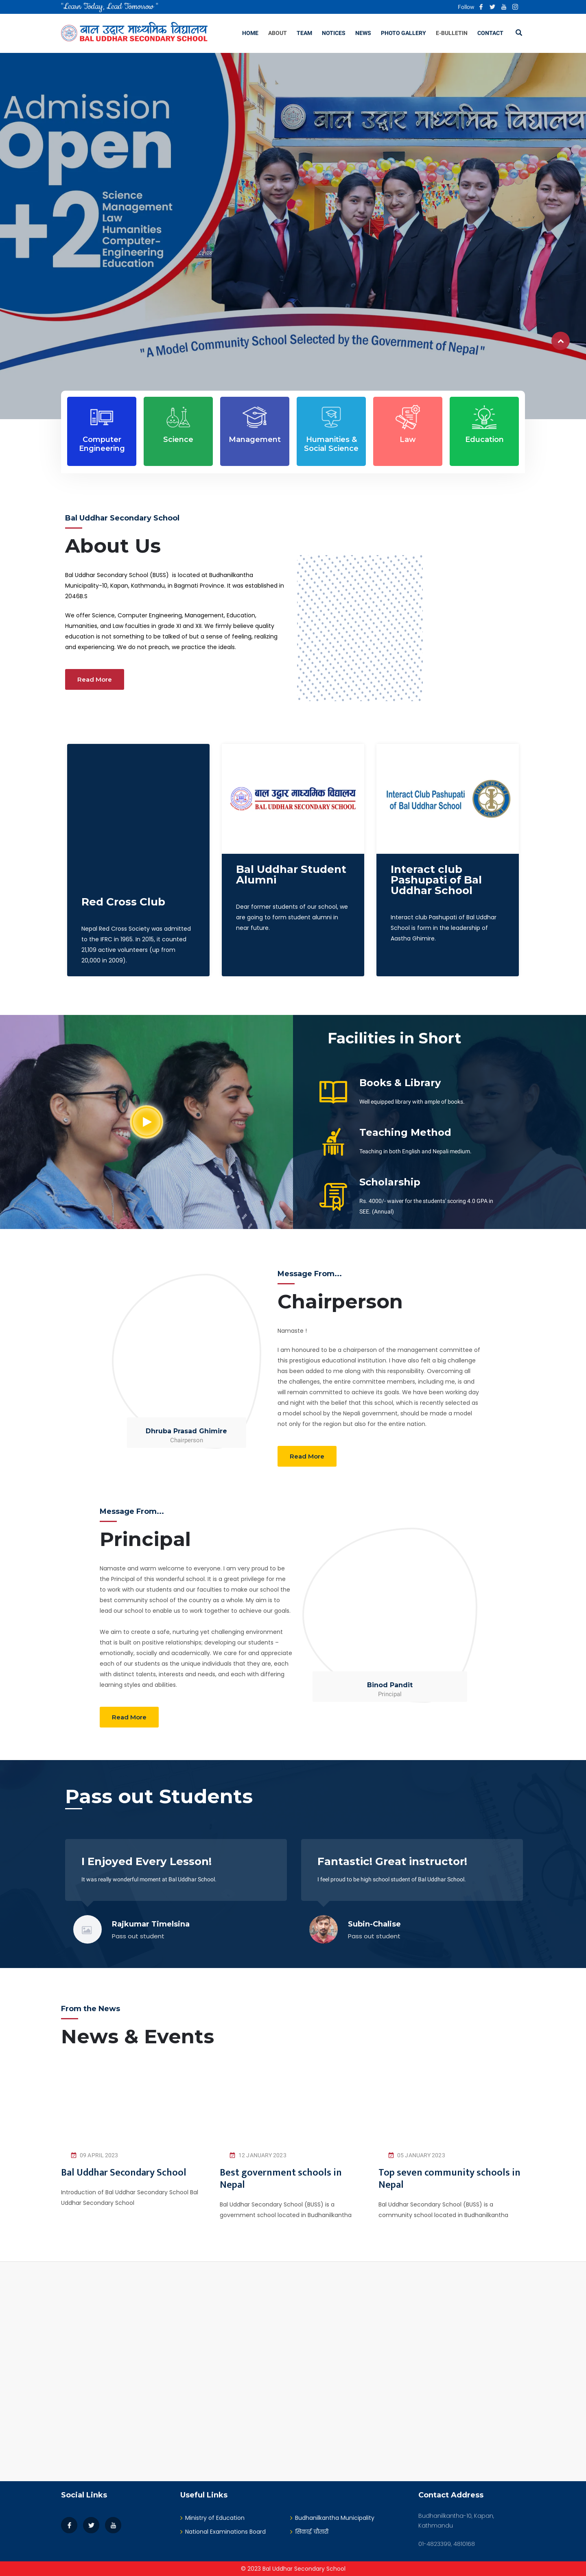 "Learn Today, Lead Tomorrow"
Follow
बाल उद्धार माध्यमिक विद्यालय
BAL UDDHAR SECONDARY SCHOOL
HOME ABOUT TEAM NOTICES NEWS PHOTO GALLERY E-BULLETIN CONTACT
Admission
Open
+2
Science
Management
Law
Humanities
Computer-
Engineering
Education
BAL UDDHAR SECONDARY SCHOOL
"A Model Community School Selected by the Government of Nepal"
Computer
Engineering
Science
Management
Humanities &
Social Science
Law
Education
Bal Uddhar Secondary School
About Us
Bal Uddhar Secondary School (BUSS)  is located at Budhanilkantha
Municipality-10, Kapan, Kathmandu, in Bagmati Province. It was established in
2046B.S
We offer Science, Computer Engineering, Management, Education,
Humanities, and Law faculties in grade XI and XII. We firmly believe quality
education is not something to be talked of but a sense of feeling, realizing
and experiencing. We do not preach, we practice the ideals.
Read More
Red Cross Club
Nepal Red Cross Society was admitted
to the IFRC in 1965. In 2015, it counted
21,109 active volunteers (up from
20,000 in 2009).
बाल उद्धार माध्यमिक विद्यालय
BAL UDDHAR SECONDARY SCHOOL
Bal Uddhar Student
Alumni
Dear former students of our school, we
are going to form student alumni in
near future.
Interact Club Pashupati
of Bal Uddhar School
Interact club
Pashupati of Bal
Uddhar School
Interact club Pashupati of Bal Uddhar
School is form in the leadership of
Aastha Ghimire.
Facilities in Short
Books & Library
Well equipped library with ample of books.
Teaching Method
Teaching in both English and Nepali medium.
Scholarship
Rs. 4000/- waiver for the students' scoring 4.0 GPA in
SEE. (Annual)
Message From...
Chairperson
Namaste !
I am honoured to be a chairperson of the management committee of
this prestigious educational institution. I have also felt a big challenge
has been added to me along with this responsibility. Overcoming all
the challenges, the entire committee members, including me, is and
will remain committed to achieve its goals. We have been working day
and night with the belief that this school, which is recently selected as
a model school by the Nepali government, should be made a model
not only for the region but also for the entire nation.
Read More
Dhruba Prasad Ghimire
Chairperson
Message From...
Principal
Namaste and warm welcome to everyone. I am very proud to be
the Principal of this wonderful school. It is a great privilege for me
to work with our students and our faculties to make our school the
best community school of the country as a whole. My aim is to
lead our school to enable us to work together to achieve our goals.
We aim to create a safe, nurturing yet challenging environment
that is built on positive relationships; developing our students –
emotionally, socially and academically. We care for and appreciate
each of our students as the unique individuals that they are, each
with distinct talents, interests and needs, and each with differing
learning styles and abilities.
Read More
Binod Pandit
Principal
Pass out Students
I Enjoyed Every Lesson!
It was really wonderful moment at Bal Uddhar School.
Rajkumar Timelsina
Pass out student
Fantastic! Great instructor!
I feel proud to be high school student of Bal Uddhar School.
Subin-Chalise
Pass out student
From the News
News & Events
09 APRIL 2023
Bal Uddhar Secondary School
Introduction of Bal Uddhar Secondary School Bal
Uddhar Secondary School
12 JANUARY 2023
Best government schools in
Nepal
Bal Uddhar Secondary School (BUSS) is a
government school located in Budhanilkantha
05 JANUARY 2023
Top seven community schools in
Nepal
Bal Uddhar Secondary School (BUSS) is a
community school located in Budhanilkantha
Social Links
Useful Links
Ministry of Education
National Examinations Board
Budhanilkantha Municipality
सिकाई चौतारी
Contact Address
Budhanilkantha-10, Kapan,
Kathmandu
01-4823399, 4810168
© 2023 Bal Uddhar Secondary School